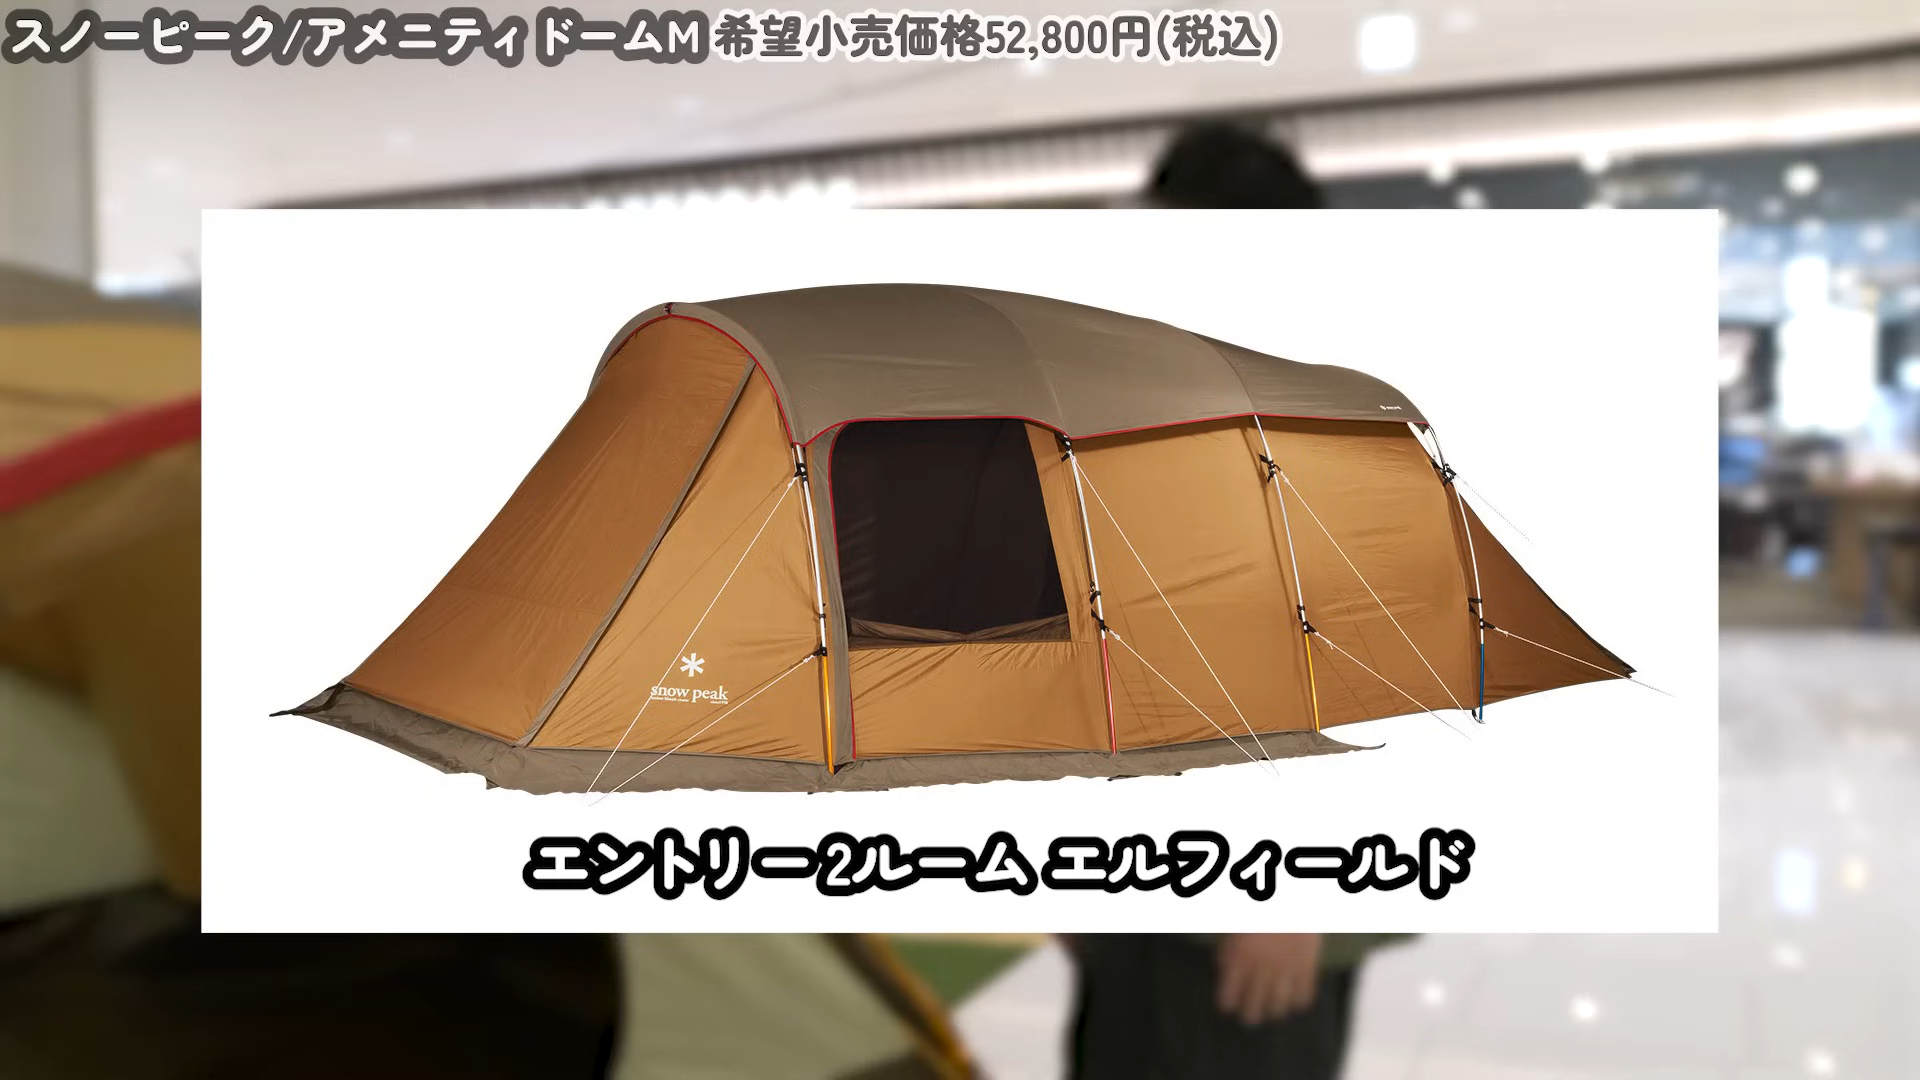 スノーピーク/アメニティドームM 希望小売価格52,800円(税込)
snow peak
エントリー2ルーム エルフィールド